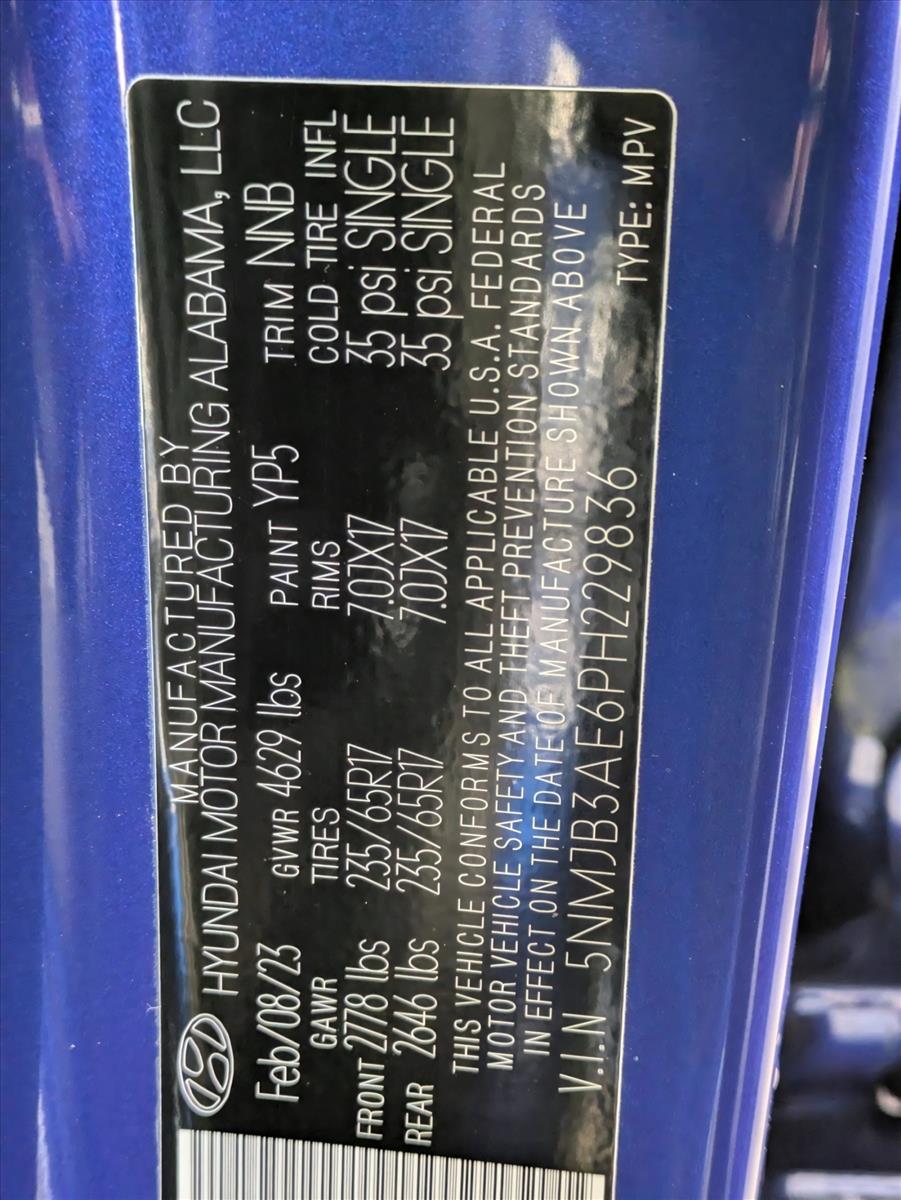 MANUFACTURED BY
HYUNDAI MOTOR MANUFACTURING ALABAMA, LLC
Feb/08/23 GVWR 4629 lbs PAINT YP5 TRIM NNB
GAWR TIRES RIMS COLD TIRE INFL
FRONT 2778 lbs 235/65R17 7.0JX17 35 psi SINGLE
REAR 2646 lbs 235/65R17 7.0JX17 35 psi SINGLE
THIS VEHICLE CONFORMS TO ALL APPLICABLE U.S.A. FEDERAL
MOTOR VEHICLE SAFETY AND THEFT PREVENTION STANDARDS
IN EFFECT ON THE DATE OF MANUFACTURE SHOWN ABOVE
V.I.N 5NMJB3AE6PH229836 TYPE: MPV